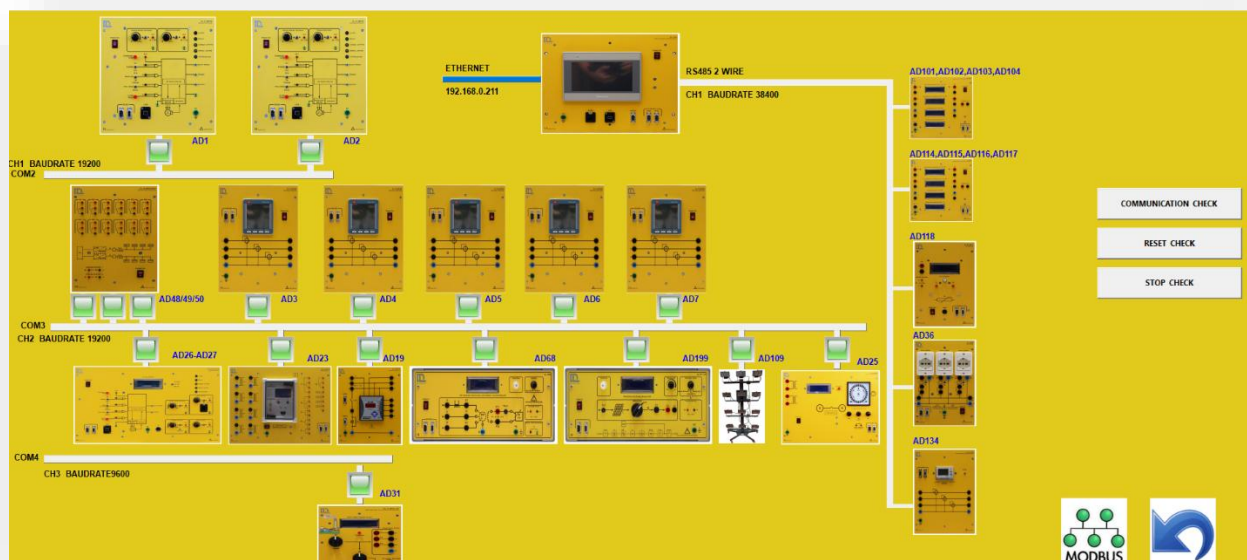 ETHERNET
192.168.0.211
RS485 2 WIRE
CH1 BAUDRATE 38400
AD101,AD102,AD103,AD104
AD1
AD2
CH1 BAUDRATE 19200
COM2
AD114,AD115,AD116,AD117
COMMUNICATION CHECK
RESET CHECK
STOP CHECK
AD118
AD48/49/50
AD3
AD4
AD5
AD6
AD7
COM3
CH2 BAUDRATE 19200
AD26-AD27
AD23
AD19
AD68
AD199
AD109
AD25
AD36
AD134
COM4
CH3 BAUDRATE9600
AD31
MODBUS